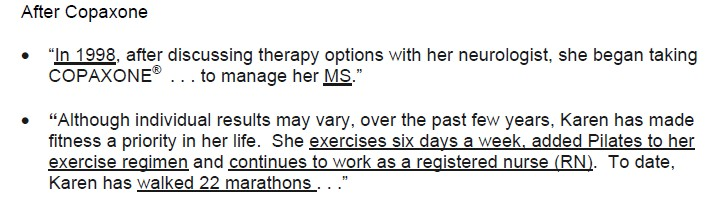 After Copaxone
• “In 1998, after discussing therapy options with her neurologist, she began taking
COPAXONE® . . . to manage her MS.”
• “Although individual results may vary, over the past few years, Karen has made
fitness a priority in her life.  She exercises six days a week, added Pilates to her
exercise regimen and continues to work as a registered nurse (RN).  To date,
Karen has walked 22 marathons . . .”